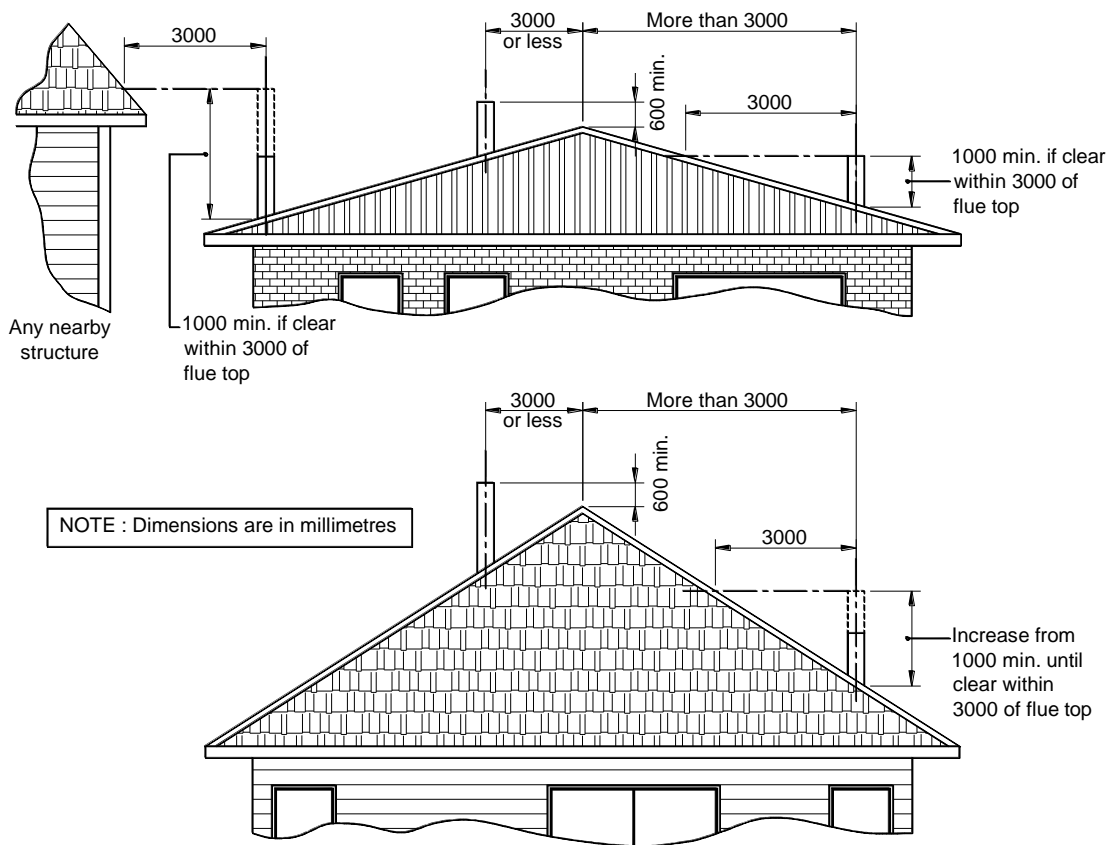 3000
3000
or less
More than 3000
600 min.
3000
1000 min. if clear
within 3000 of
flue top
Any nearby
structure
1000 min. if clear
within 3000 of
flue top
3000
or less
More than 3000
600 min.
3000
NOTE : Dimensions are in millimetres
Increase from
1000 min. until
clear within
3000 of flue top